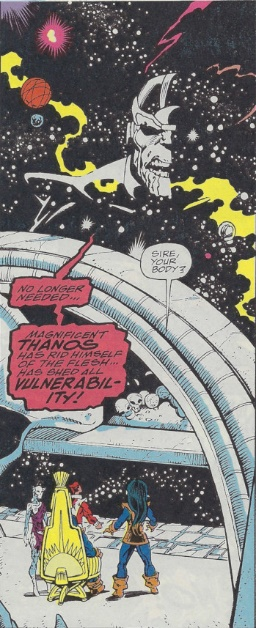 SIRE,
YOUR
BODY?
NO LONGER
NEEDED...
MAGNIFICENT
THANOS
HAS RID HIMSELF
OF THE FLESH...
HAS SHED ALL
VULNERABIL-
ITY!